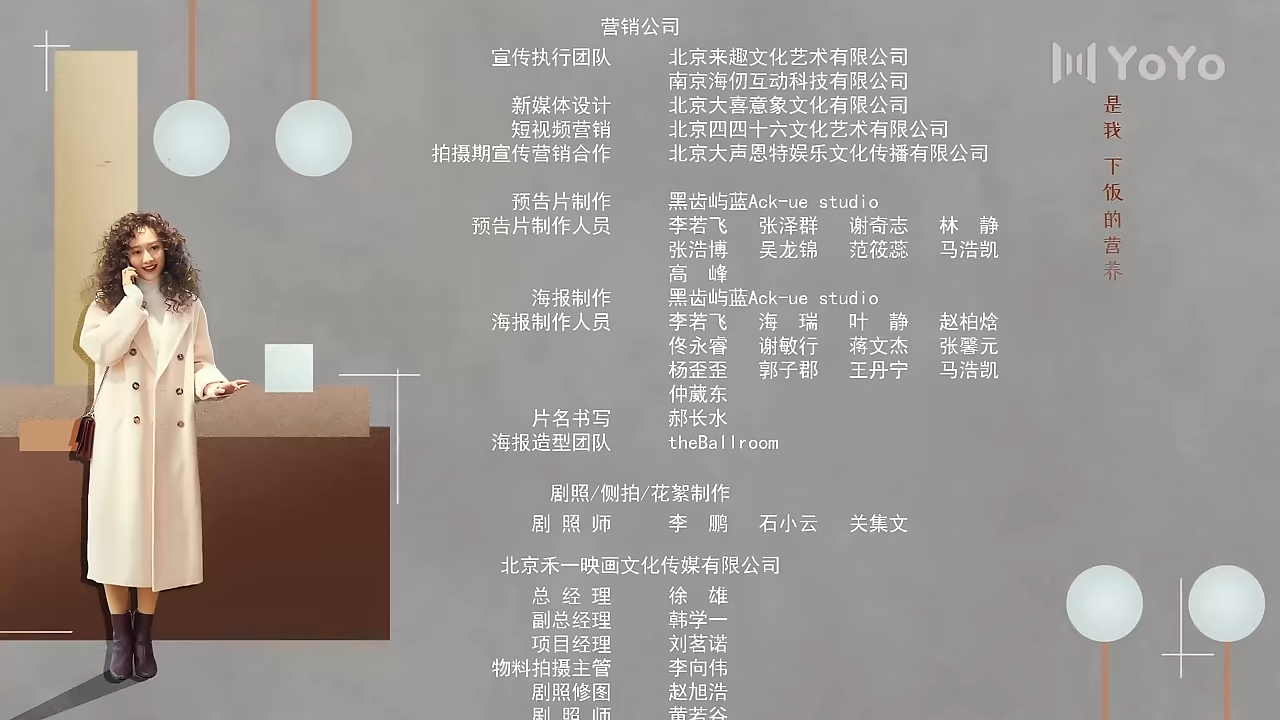 营销公司
宣传执行团队 北京来趣文化艺术有限公司
南京海仞互动科技有限公司
新媒体设计 北京大喜意象文化有限公司
短视频营销 北京四四十六文化艺术有限公司
拍摄期宣传营销合作 北京大声恩特娱乐文化传播有限公司
预告片制作 黑齿屿蓝Ack-ue studio
预告片制作人员 李若飞 张泽群 谢奇志 林 静
张浩博 吴龙锦 范筱蕊 马浩凯
高 峰
海报制作 黑齿屿蓝Ack-ue studio
海报制作人员 李若飞 海 瑞 叶 静 赵柏焓
佟永睿 谢敏行 蒋文杰 张馨元
杨歪歪 郭子郡 王丹宁 马浩凯
仲葳东
片名书写 郝长水
海报造型团队 theBallroom
剧照/侧拍/花絮制作
剧 照 师 李 鹏 石小云 关集文
北京禾一映画文化传媒有限公司
总 经 理 徐 雄
副总经理 韩学一
项目经理 刘茗诺
物料拍摄主管 李向伟
剧照修图 赵旭浩
剧 照 师 黄若谷
YoYo
是我 下饭的营养